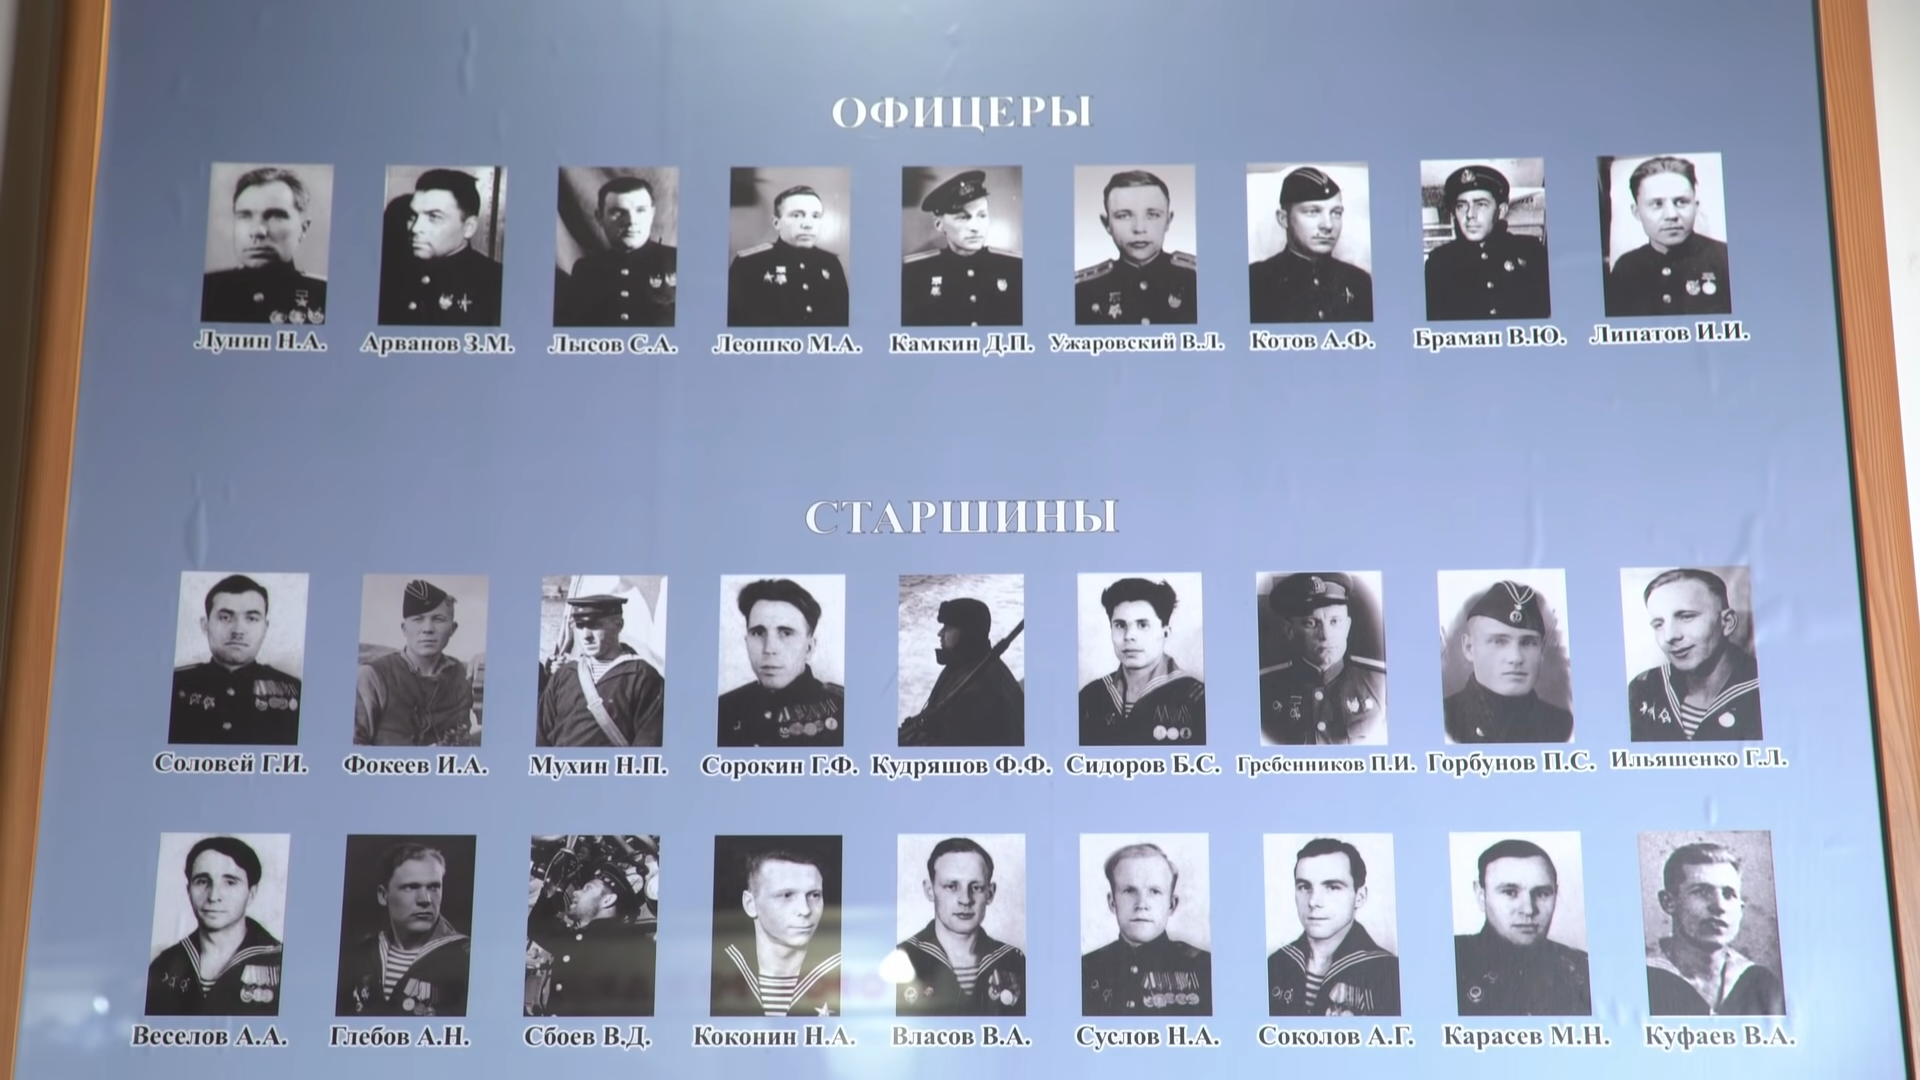 ОФИЦЕРЫ
Лунин Н.А. Арванов З.М. Лысов С.А. Леошко М.А. Камкин Д.П. Ужаровский В.Л. Котов А.Ф. Браман В.Ю. Липатов И.И.
СТАРШИНЫ
Соловей Г.И. Фокеев И.А. Мухин Н.П. Сорокин Г.Ф. Кудряшов Ф.Ф. Сидоров Б.С. Гребенников П.И. Горбунов П.С. Ильяшенко Г.Л.
Веселов А.А. Глебов А.Н. Сбоев В.Д. Коконин Н.А. Власов В.А. Суслов Н.А. Соколов А.Г. Карасев М.Н. Куфаев В.А.